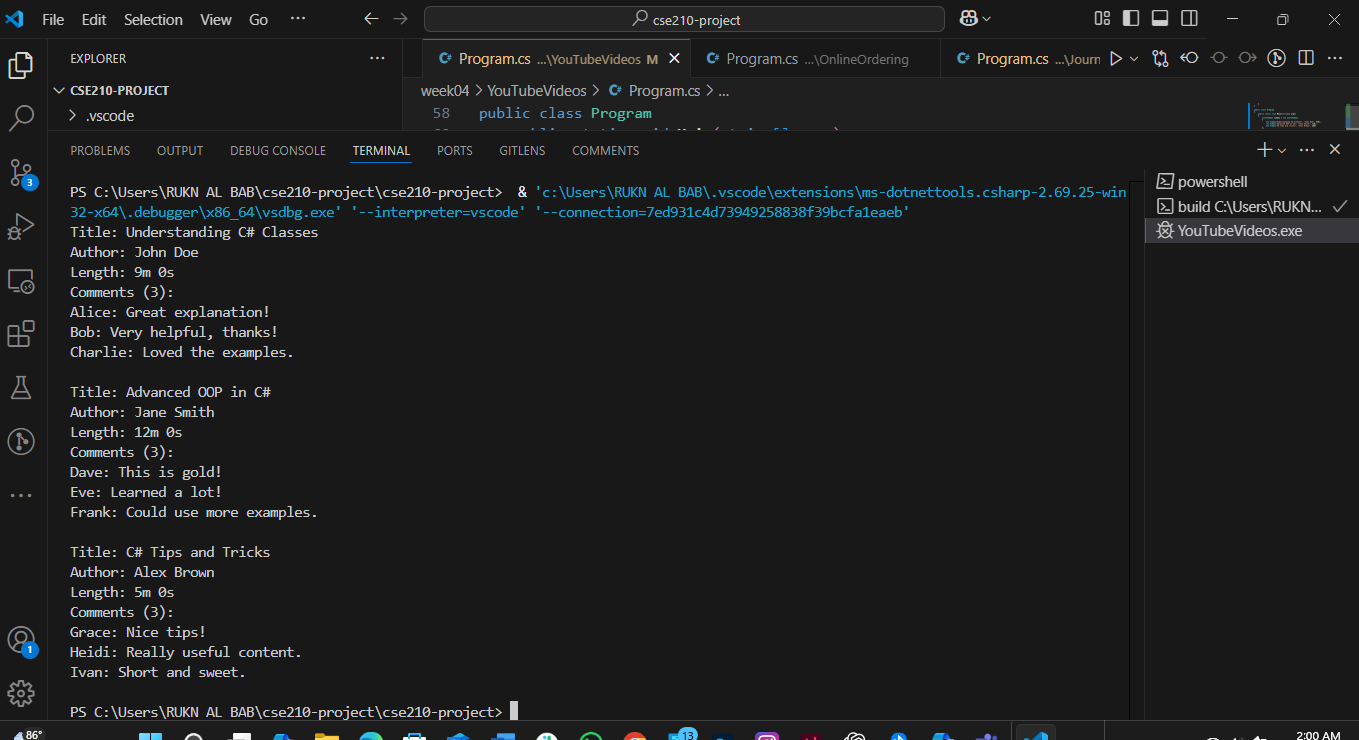 File Edit Selection View Go ··· cse210-project
EXPLORER ···
Program.cs ...\YouTubeVideos M
Program.cs ...\OnlineOrdering
Program.cs ...\Journ
CSE210-PROJECT
.vscode
week04 > YouTubeVideos > Program.cs > ...
58 public class Program
PROBLEMS OUTPUT DEBUG CONSOLE TERMINAL PORTS GITLENS COMMENTS
PS C:\Users\RUKN AL BAB\cse210-project\cse210-project> & 'c:\Users\RUKN AL BAB\.vscode\extensions\ms-dotnettools.csharp-2.69.25-win
32-x64\.debugger\x86_64\vsdbg.exe' '--interpreter=vscode' '--connection=7ed931c4d73949258838f39bcfa1eaeb'
Title: Understanding C# Classes
Author: John Doe
Length: 9m 0s
Comments (3):
Alice: Great explanation!
Bob: Very helpful, thanks!
Charlie: Loved the examples.
Title: Advanced OOP in C#
Author: Jane Smith
Length: 12m 0s
Comments (3):
Dave: This is gold!
Eve: Learned a lot!
Frank: Could use more examples.
Title: C# Tips and Tricks
Author: Alex Brown
Length: 5m 0s
Comments (3):
Grace: Nice tips!
Heidi: Really useful content.
Ivan: Short and sweet.
PS C:\Users\RUKN AL BAB\cse210-project\cse210-project>
powershell
build C:\Users\RUKN...
YouTubeVideos.exe
3
1
86°
13
2:00 AM